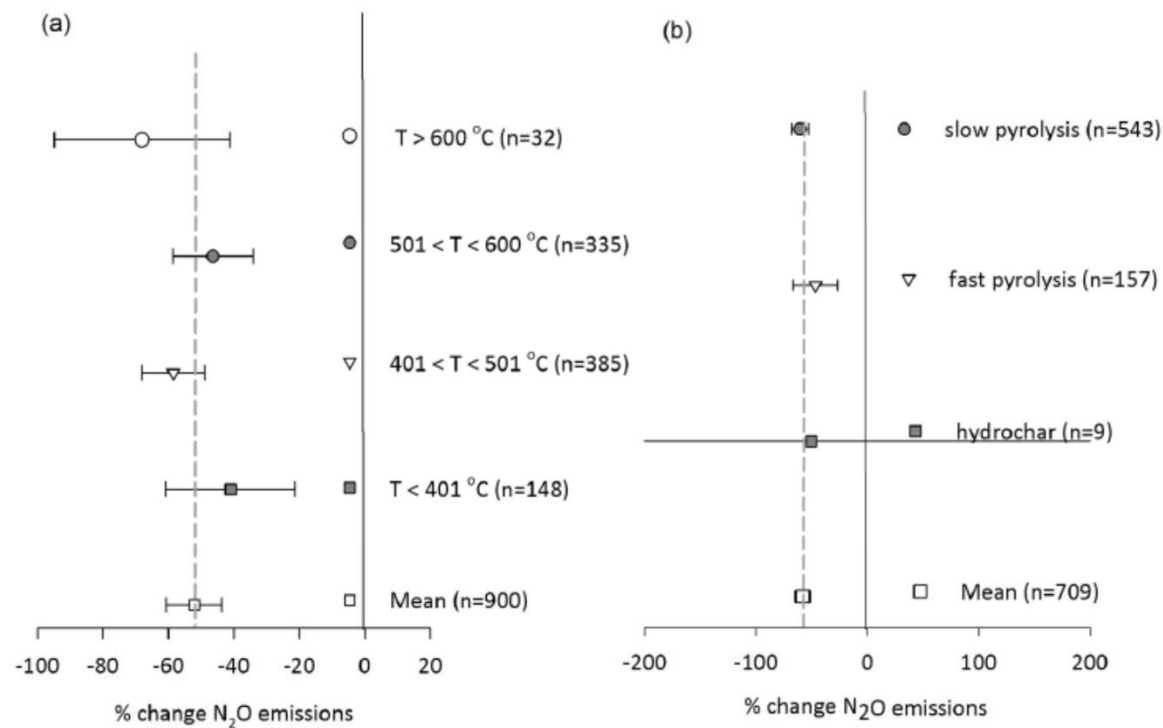 (a)
T > 600 °C (n=32)
501 < T < 600 °C (n=335)
401 < T < 501 °C (n=385)
T < 401 °C (n=148)
Mean (n=900)
-100 -80 -60 -40 -20 0 20
% change N₂O emissions
(b)
slow pyrolysis (n=543)
fast pyrolysis (n=157)
hydrochar (n=9)
Mean (n=709)
-200 -100 0 100 200
% change N₂O emissions